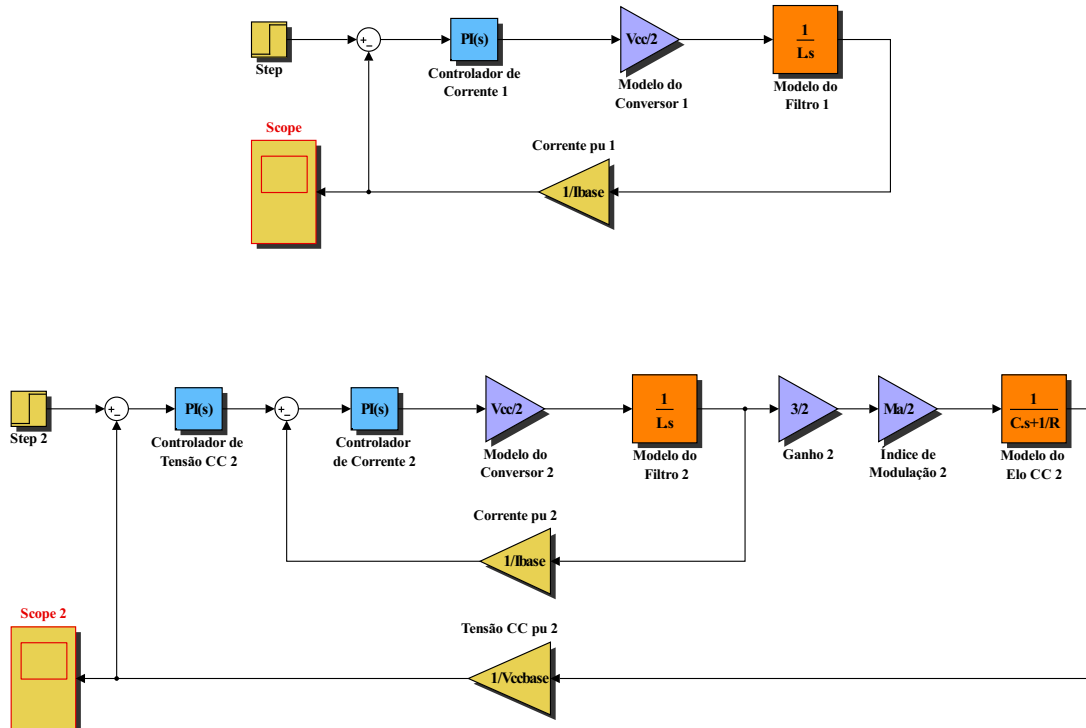 Step
+
−
PI(s)
Controlador de
Corrente 1
Vcc/2
Modelo do
Conversor 1
1
L.s
Modelo do
Filtro 1
Scope
Corrente pu 1
1/Ibase
Step 2
+
−
PI(s)
Controlador de
Tensão CC 2
+
−
PI(s)
Controlador
de Corrente 2
Vcc/2
Modelo do
Conversor 2
1
L.s
Modelo do
Filtro 2
3/2
Ganho 2
Ma/2
Índice de
Modulação 2
1
C.s+1/R
Modelo do
Elo CC 2
Corrente pu 2
1/Ibase
Scope 2
Tensão CC pu 2
1/Vccbase